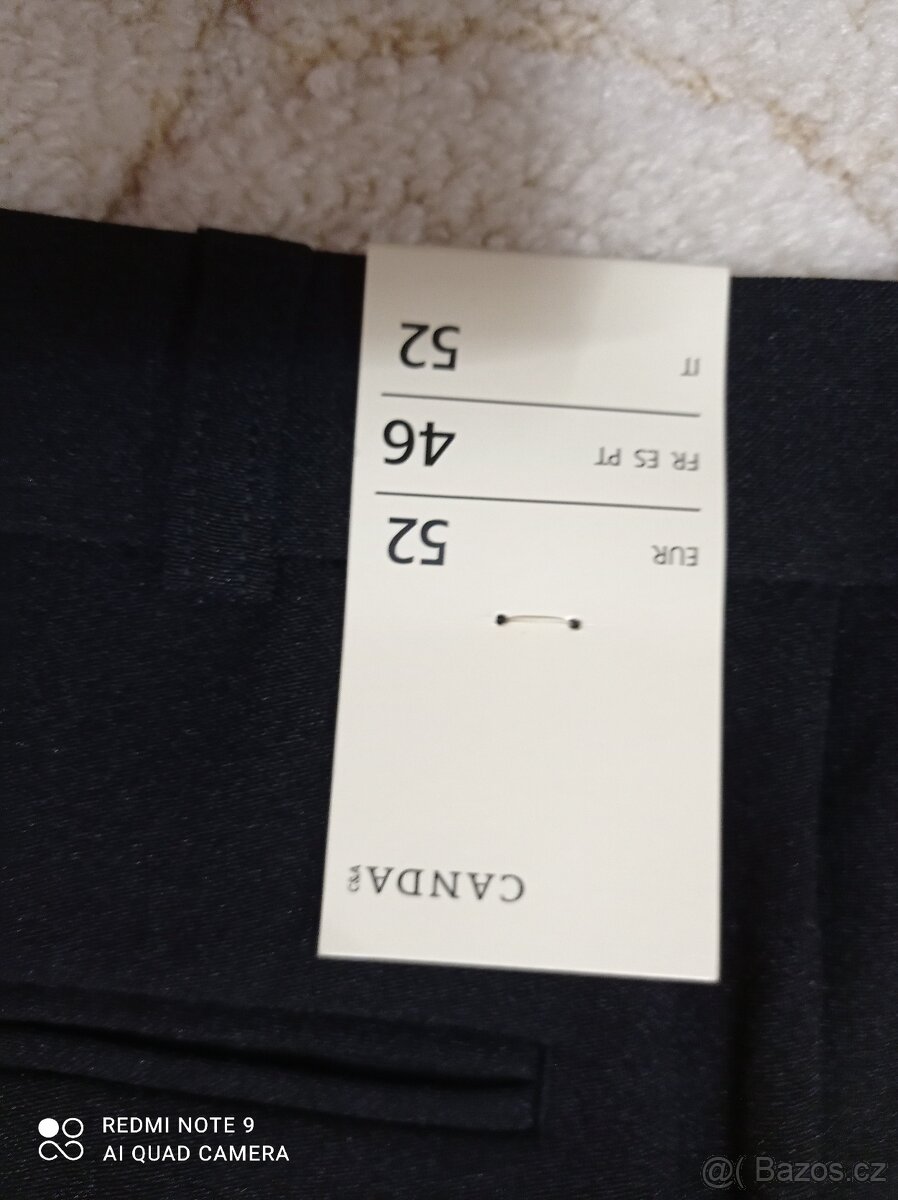 CANDA C&A
EUR 52
FR ES PT 46
IT 52
REDMI NOTE 9
AI QUAD CAMERA
@( Bazos.cz